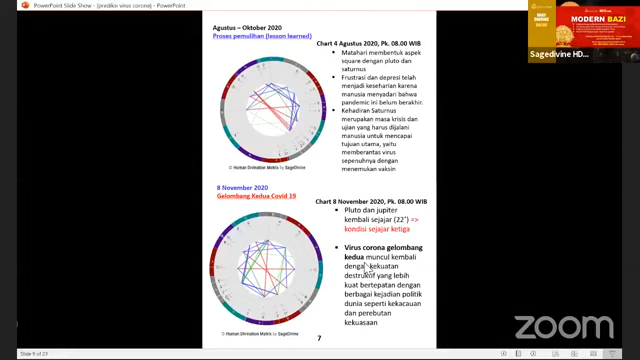 PowerPoint Slide Show - [prediksi virus corona] - PowerPoint
Agustus – Oktober 2020
Proses pemulihan (lesson learned)
Chart 4 Agustus 2020, Pk. 08.00 WIB
Matahari membentuk aspek
square dengan pluto dan
saturnus
Frustrasi dan depresi telah
menjadi keseharian karena
manusia menyadari bahwa
pandemic ini belum berakhir.
Kehadiran Saturnus
merupakan masa krisis dan
ujian yang harus dijalani
manusia untuk mencapai
tujuan utama, yaitu
memberantas virus
sepenuhnya dengan
menemukan vaksin
© Human Divination Matrix by SageDivine
8 November 2020
Gelombang Kedua Covid 19
Chart 8 November 2020, Pk. 08.00 WIB
Pluto dan jupiter
kembali sejajar (22°) =>
kondisi sejajar ketiga
Virus corona gelombang
kedua muncul kembali
dengan kekuatan
destruktif yang lebih
kuat bertepatan dengan
berbagai kejadian politik
dunia seperti kekacauan
dan perebutan
kekuasaan
© Human Divination Matrix by SageDivine
7
MODERN BAZI
Sagedivine HD...
zoom
Slide 9 of 23